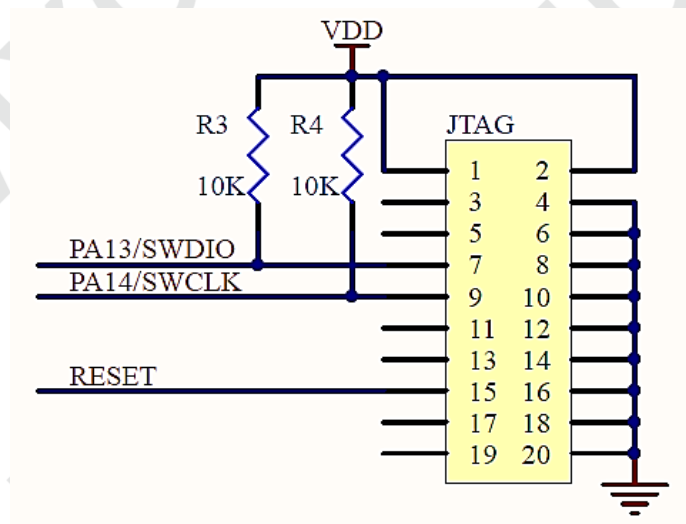 VDD
R3 R4
JTAG
10K 10K
1 2
3 4
5 6
PA13/SWDIO
7 8
PA14/SWCLK
9 10
11 12
13 14
RESET
15 16
17 18
19 20